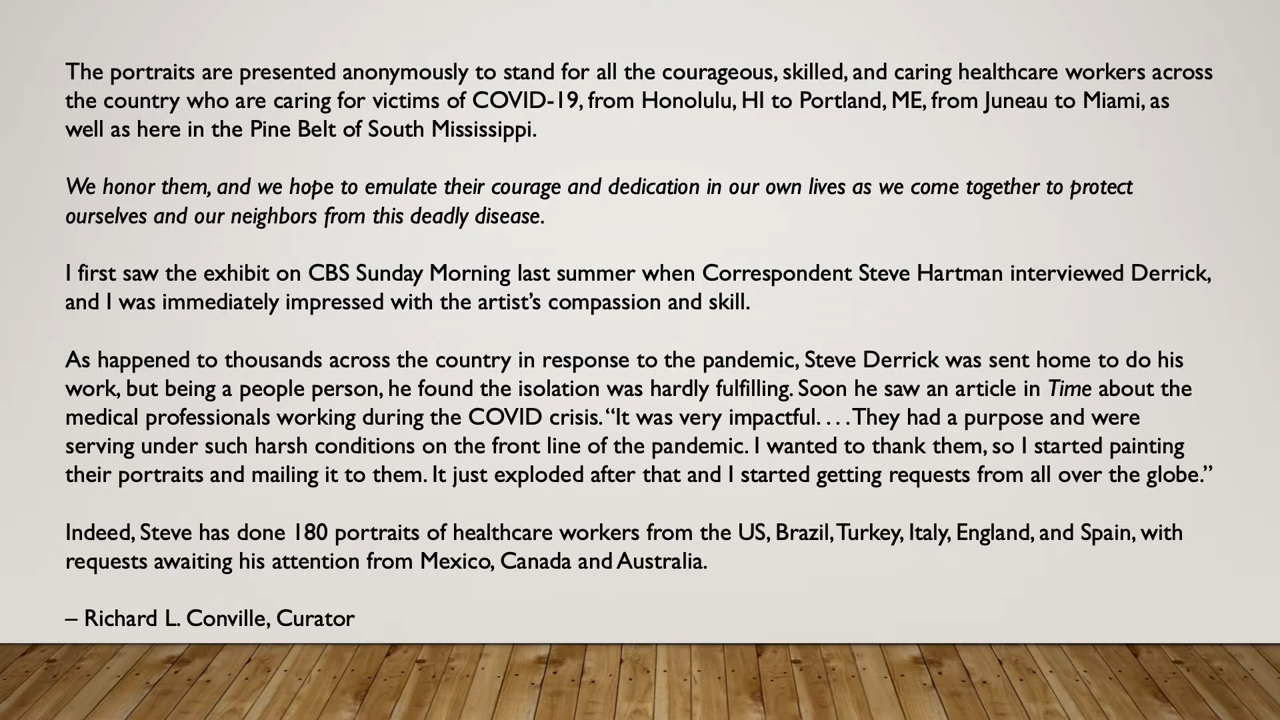 The portraits are presented anonymously to stand for all the courageous, skilled, and caring healthcare workers across
the country who are caring for victims of COVID-19, from Honolulu, HI to Portland, ME, from Juneau to Miami, as
well as here in the Pine Belt of South Mississippi.
We honor them, and we hope to emulate their courage and dedication in our own lives as we come together to protect
ourselves and our neighbors from this deadly disease.
I first saw the exhibit on CBS Sunday Morning last summer when Correspondent Steve Hartman interviewed Derrick,
and I was immediately impressed with the artist’s compassion and skill.
As happened to thousands across the country in response to the pandemic, Steve Derrick was sent home to do his
work, but being a people person, he found the isolation was hardly fulfilling. Soon he saw an article in Time about the
medical professionals working during the COVID crisis. “It was very impactful. . . . They had a purpose and were
serving under such harsh conditions on the front line of the pandemic. I wanted to thank them, so I started painting
their portraits and mailing it to them. It just exploded after that and I started getting requests from all over the globe.”
Indeed, Steve has done 180 portraits of healthcare workers from the US, Brazil, Turkey, Italy, England, and Spain, with
requests awaiting his attention from Mexico, Canada and Australia.
– Richard L. Conville, Curator